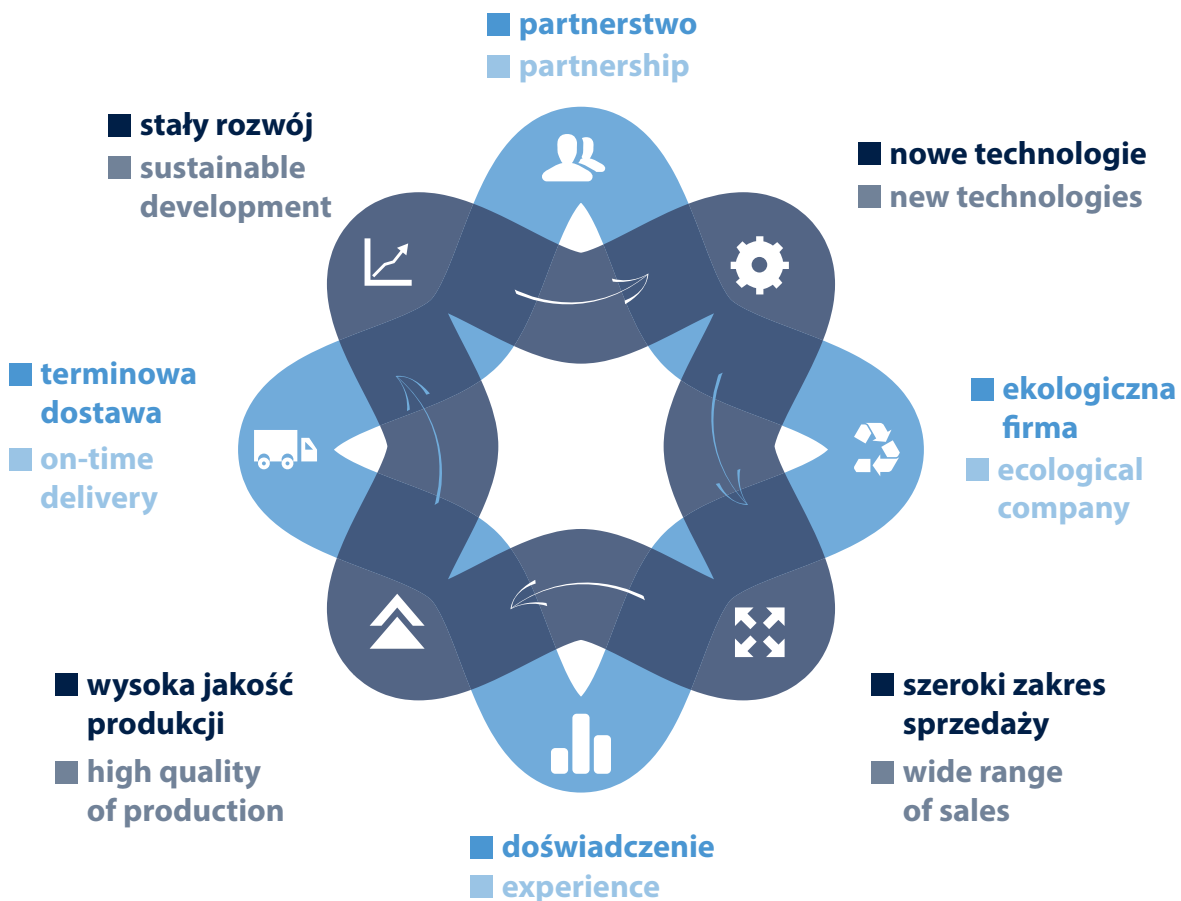 partnerstwo
partnership
stały rozwój
sustainable
development
nowe technologie
new technologies
terminowa
dostawa
on-time
delivery
ekologiczna
firma
ecological
company
wysoka jakość
produkcji
high quality
of production
szeroki zakres
sprzedaży
wide range
of sales
doświadczenie
experience